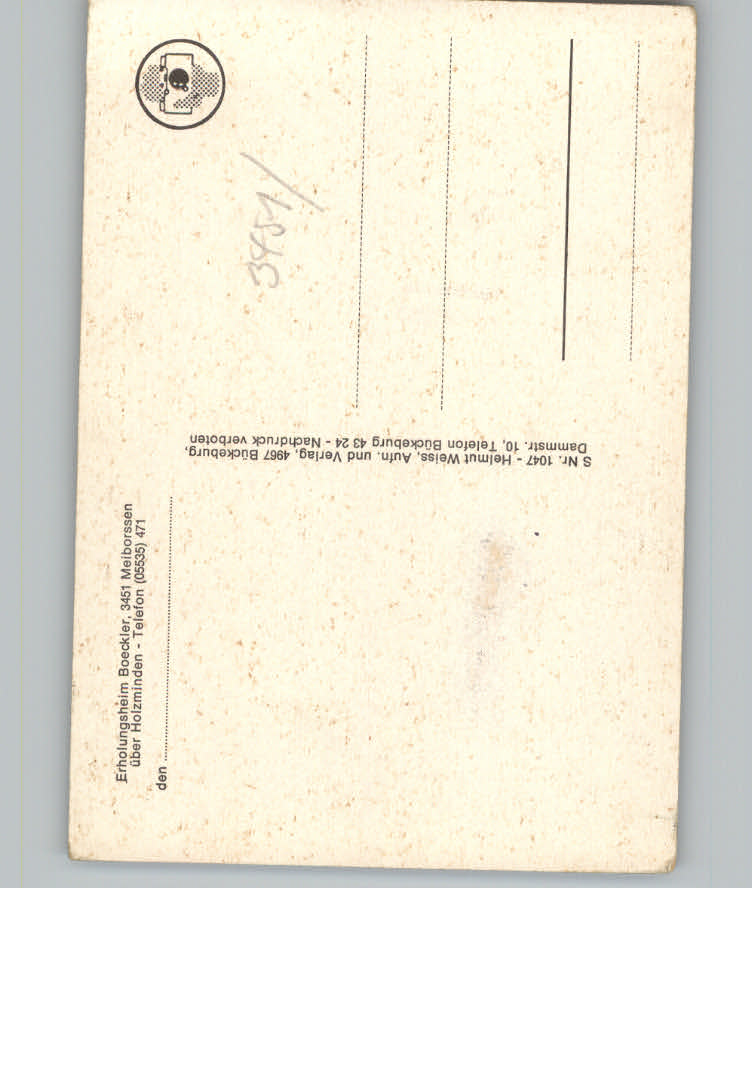 Erholungsheim Boeckler, 3451 Meiborssen
über Holzminden - Telefon (05535) 471
den
S Nr. 1047 - Helmut Weiss, Aufn. und Verlag, 4967 Bückeburg,
Dammstr. 10, Telefon Bückeburg 43 24 - Nachdruck verboten
3451/